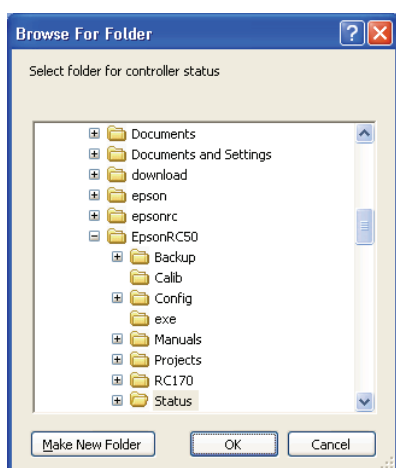 Browse For Folder
Select folder for controller status
Documents
Documents and Settings
download
epson
epsonrc
EpsonRC50
Backup
Calib
Config
exe
Manuals
Projects
RC170
Status
Make New Folder OK Cancel